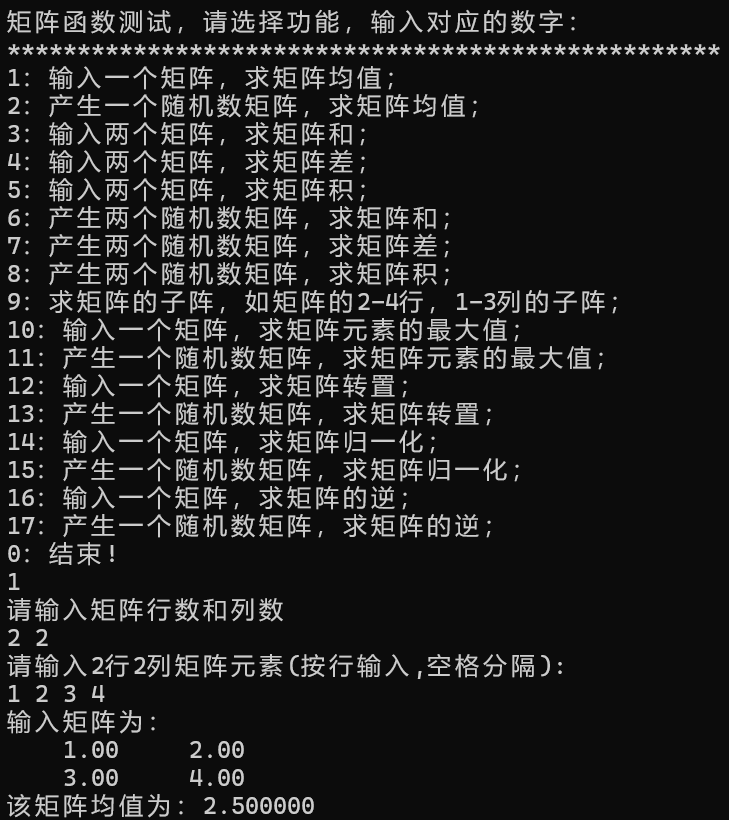 矩阵函数测试，请选择功能，输入对应的数字：
***************************************************
1：输入一个矩阵，求矩阵均值；
2：产生一个随机数矩阵，求矩阵均值；
3：输入两个矩阵，求矩阵和；
4：输入两个矩阵，求矩阵差；
5：输入两个矩阵，求矩阵积；
6：产生两个随机数矩阵，求矩阵和；
7：产生两个随机数矩阵，求矩阵差；
8：产生两个随机数矩阵，求矩阵积；
9：求矩阵的子阵，如矩阵的2-4行，1-3列的子阵；
10：输入一个矩阵，求矩阵元素的最大值；
11：产生一个随机数矩阵，求矩阵元素的最大值；
12：输入一个矩阵，求矩阵转置；
13：产生一个随机数矩阵，求矩阵转置；
14：输入一个矩阵，求矩阵归一化；
15：产生一个随机数矩阵，求矩阵归一化；
16：输入一个矩阵，求矩阵的逆；
17：产生一个随机数矩阵，求矩阵的逆；
0：结束！
1
请输入矩阵行数和列数
2 2
请输入2行2列矩阵元素(按行输入,空格分隔)：
1 2 3 4
输入矩阵为：
    1.00     2.00
    3.00     4.00
该矩阵均值为：2.500000